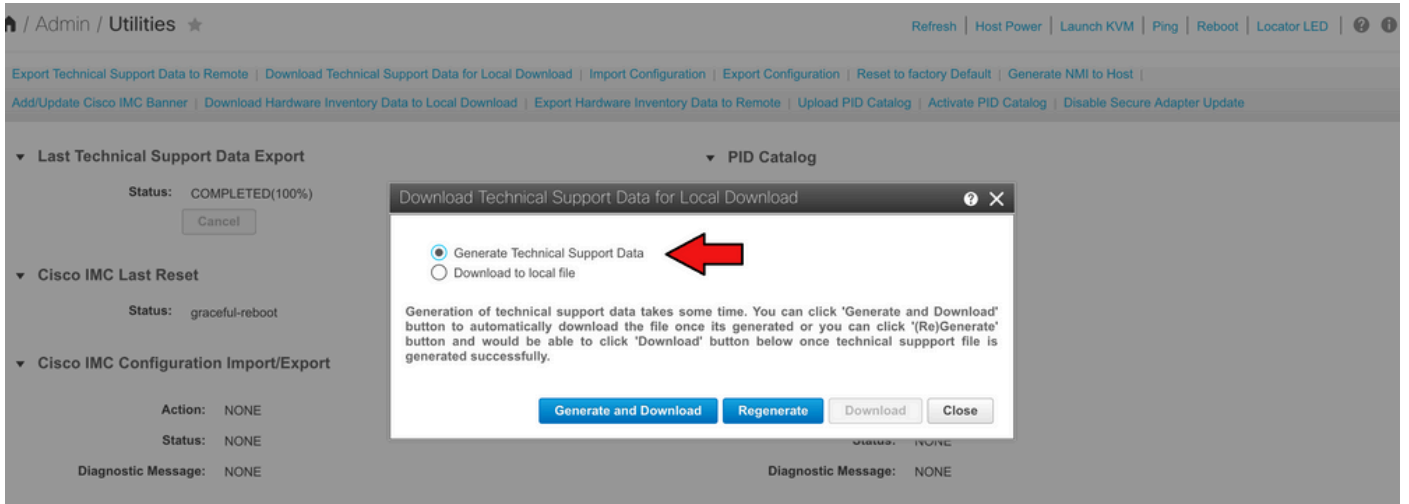 / Admin / Utilities
Refresh | Host Power | Launch KVM | Ping | Reboot | Locator LED |
Export Technical Support Data to Remote | Download Technical Support Data for Local Download | Import Configuration | Export Configuration | Reset to factory Default | Generate NMI to Host |
Add/Update Cisco IMC Banner | Download Hardware Inventory Data to Local Download | Export Hardware Inventory Data to Remote | Upload PID Catalog | Activate PID Catalog | Disable Secure Adapter Update
Last Technical Support Data Export
Status: COMPLETED(100%)
Cancel
Cisco IMC Last Reset
Status: graceful-reboot
Cisco IMC Configuration Import/Export
Action: NONE
Status: NONE
Diagnostic Message: NONE
PID Catalog
Download Technical Support Data for Local Download
Generate Technical Support Data
Download to local file
Generation of technical support data takes some time. You can click 'Generate and Download'
button to automatically download the file once its generated or you can click '(Re)Generate'
button and would be able to click 'Download' button below once technical suppport file is
generated successfully.
Generate and Download
Regenerate
Download
Close
Status: NONE
Diagnostic Message: NONE